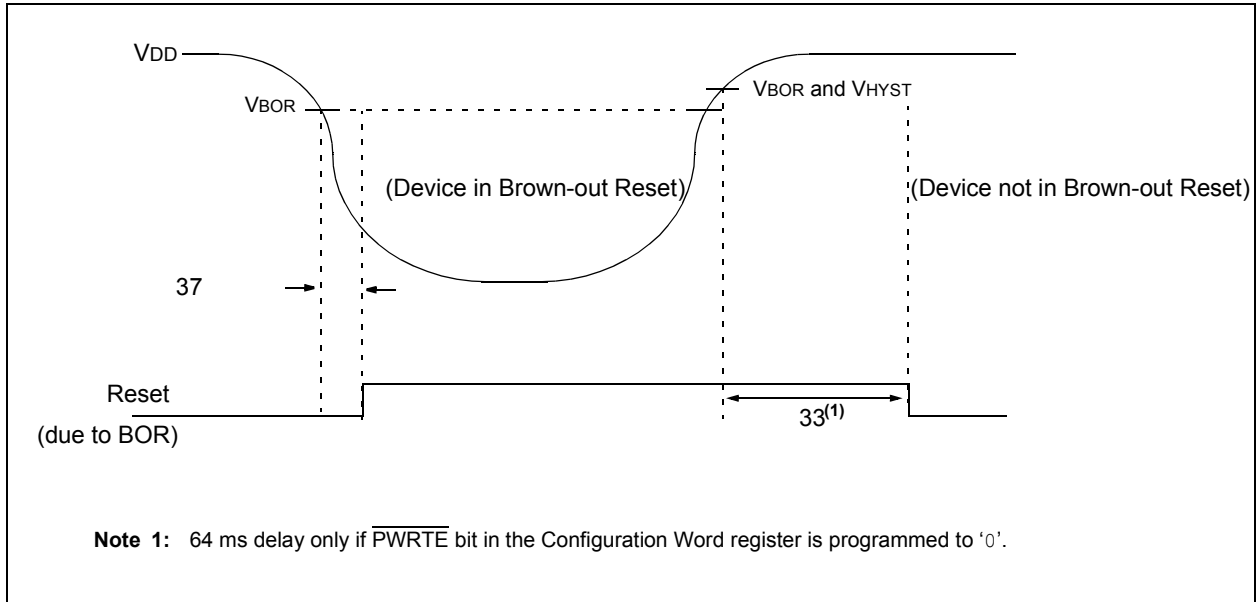 VDD
VBOR
VBOR and VHYST
(Device in Brown-out Reset)
(Device not in Brown-out Reset)
37
Reset
(due to BOR)
33(1)
Note 1: 64 ms delay only if PWRTE bit in the Configuration Word register is programmed to ‘0’.